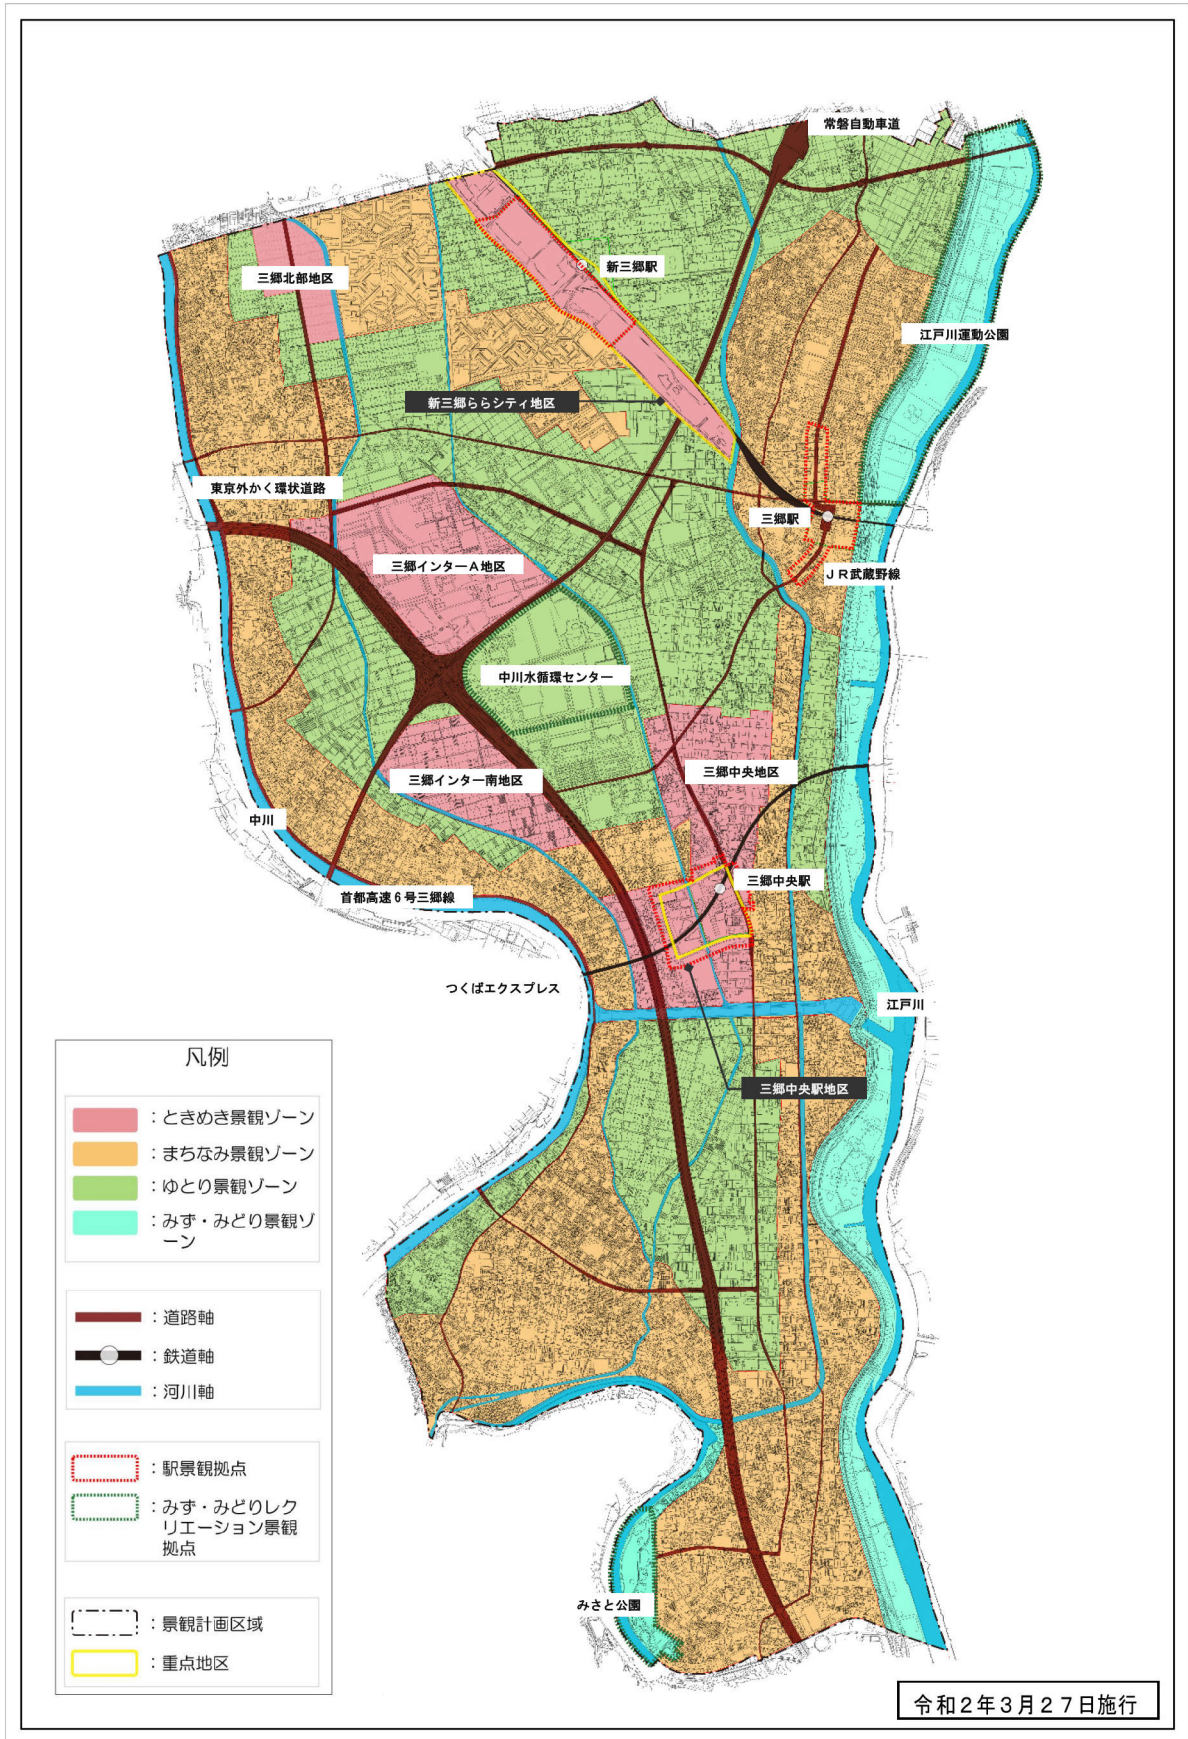 常磐自動車道
新三郷駅
三郷北部地区
江戸川運動公園
新三郷ららシティ地区
東京外かく環状道路
三郷駅
三郷インターA地区
JR武蔵野線
中川水循環センター
三郷中央地区
三郷インター南地区
中川
三郷中央駅
首都高速6号三郷線
つくばエクスプレス
江戸川
三郷中央駅地区
みさと公園
凡例
:ときめき景観ゾーン
:まちなみ景観ゾーン
:ゆとり景観ゾーン
:みず・みどり景観ゾ
ーン
:道路軸
:鉄道軸
:河川軸
:駅景観拠点
:みず・みどりレク
リエーション景観
拠点
:景観計画区域
:重点地区
令和2年3月27日施行